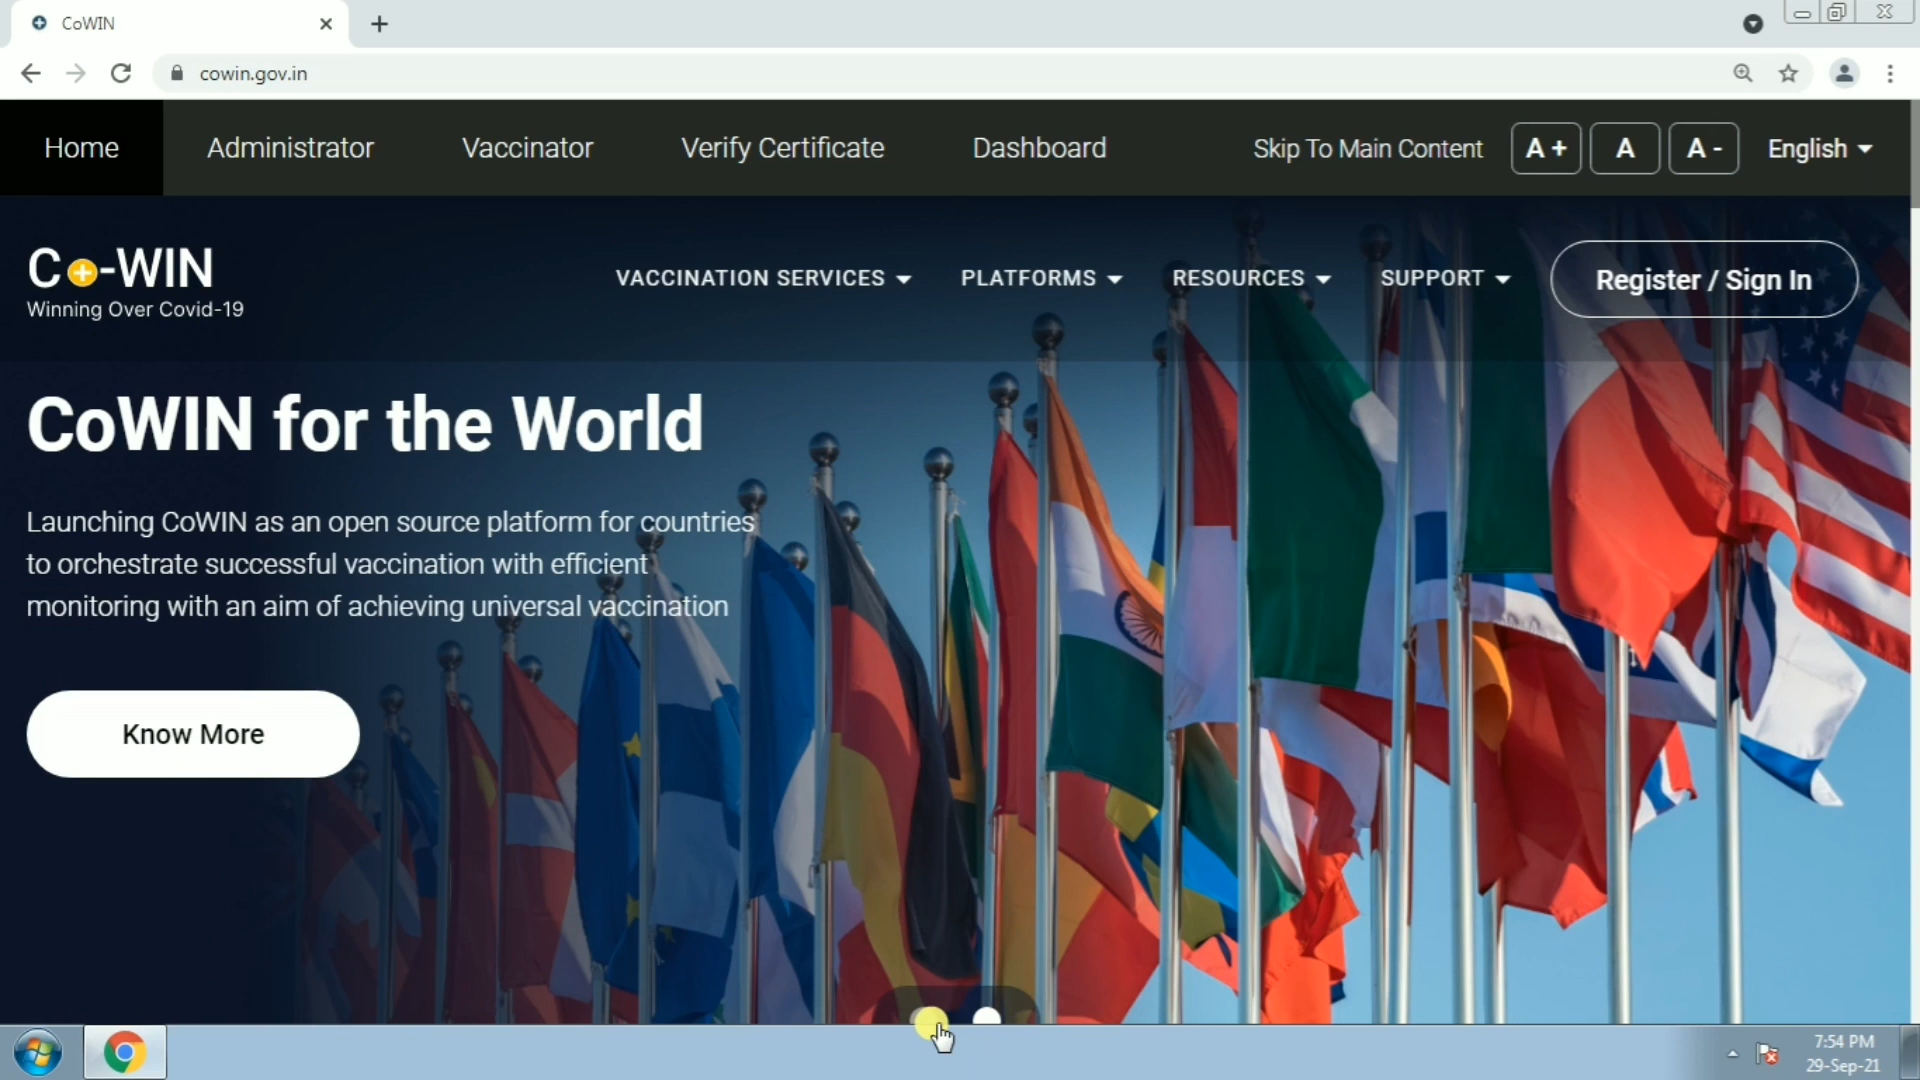 CoWIN
cowin.gov.in
Home Administrator Vaccinator Verify Certificate Dashboard Skip To Main Content A + A A - English
Co-WIN
Winning Over Covid-19
VACCINATION SERVICES PLATFORMS RESOURCES SUPPORT Register / Sign In
CoWIN for the World
Launching CoWIN as an open source platform for countries
to orchestrate successful vaccination with efficient
monitoring with an aim of achieving universal vaccination
Know More
7:54 PM
29-Sep-21